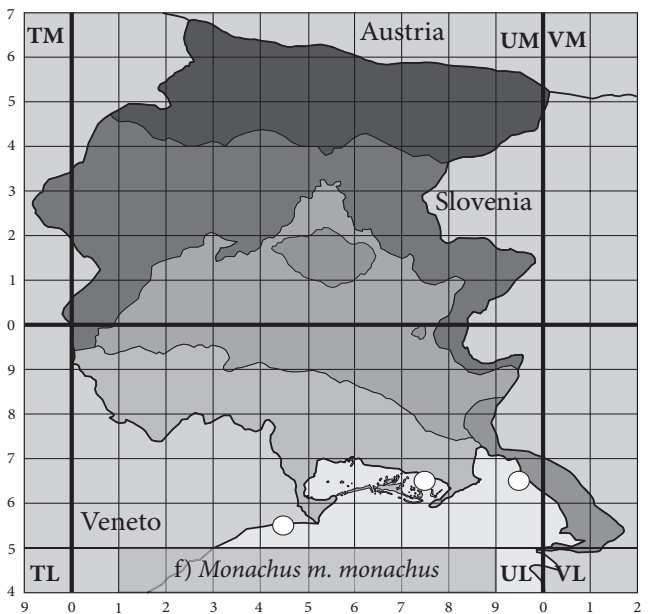 7
TM
Austria
UM
VM
6
5
4
3
Slovenia
2
1
0
9
8
7
6
Veneto
5
TL
f) Monachus m. monachus
UL
VL
4
9 0 1 2 3 4 5 6 7 8 9 0 1 2